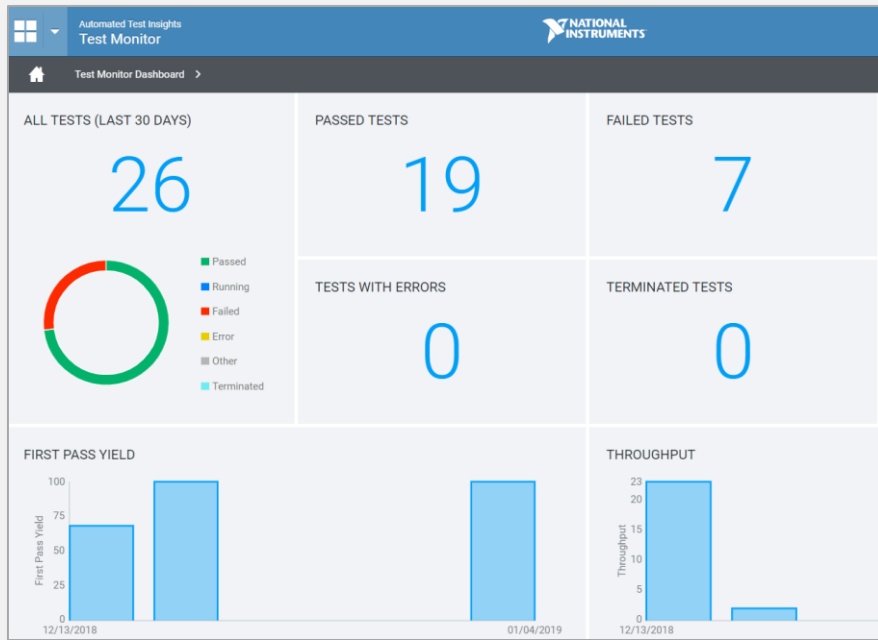 Automated Test Insights
Test Monitor
NATIONAL
INSTRUMENTS
Test Monitor Dashboard
ALL TESTS (LAST 30 DAYS)
26
Passed
Running
Failed
Error
Other
Terminated
PASSED TESTS
19
FAILED TESTS
7
TESTS WITH ERRORS
0
TERMINATED TESTS
0
FIRST PASS YIELD
First Pass Yield
100
75
50
25
0
12/13/2018
01/04/2019
THROUGHPUT
Throughput
23
20
15
10
5
0
12/13/2018